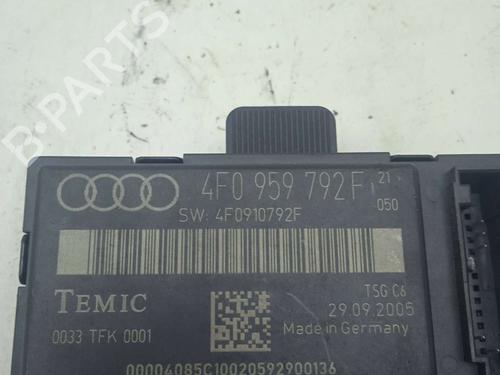 B-PARTS
4F0 959 792F 21
050
SW: 4F0910792F
TEMIC
TSG C6
29.09.2005
0033 TFK 0001
Made in Germany
00004085C10020592900136